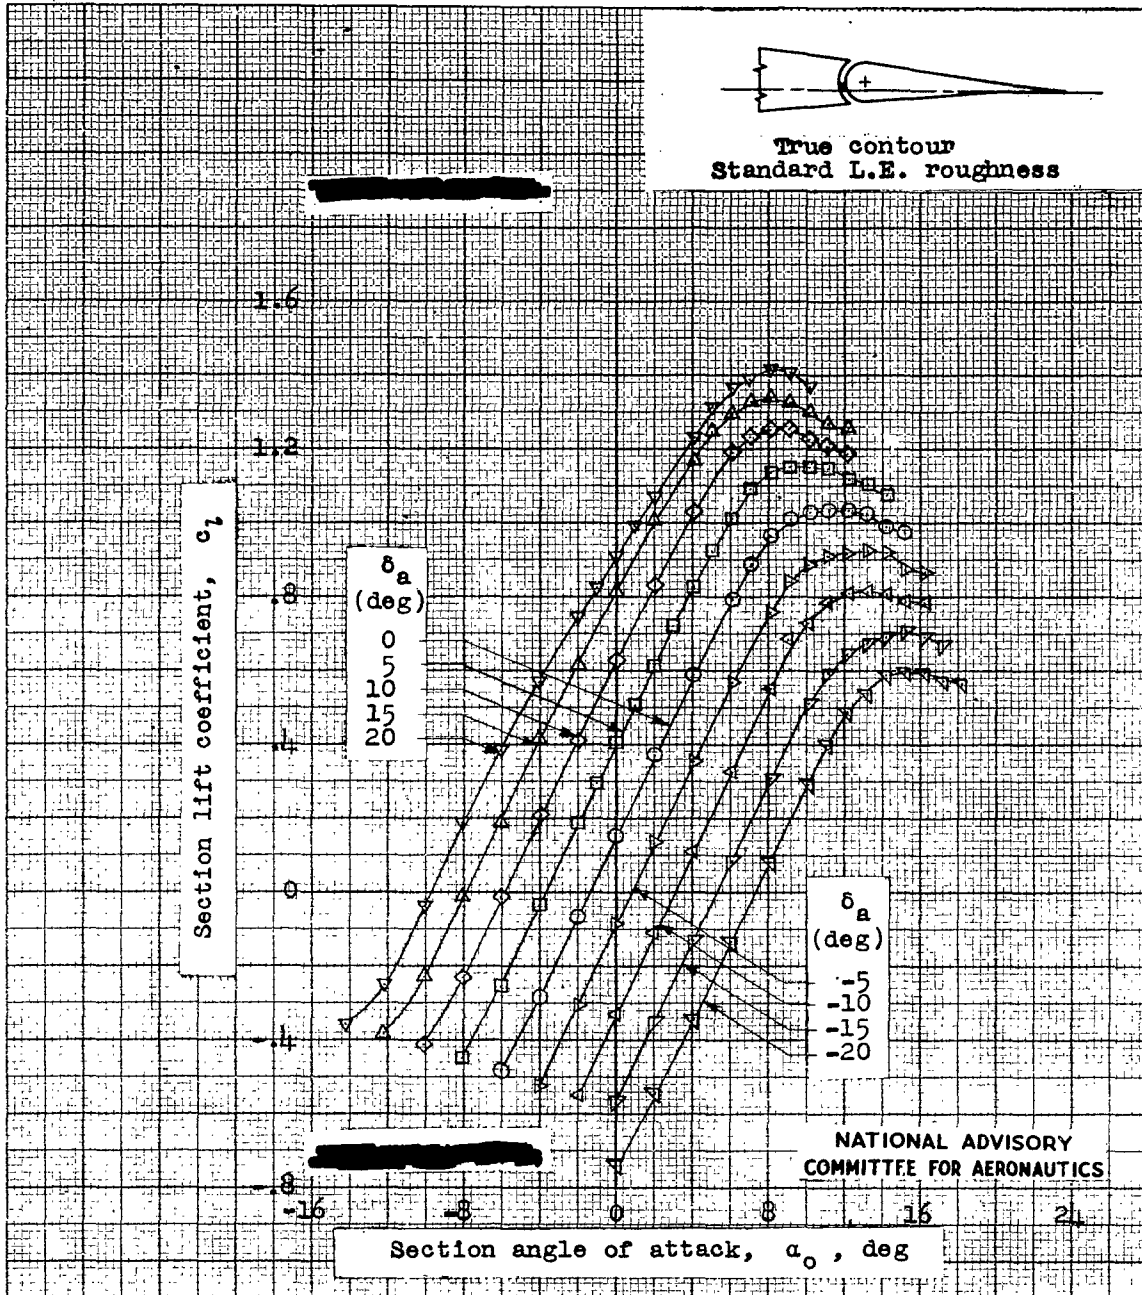 True contour
Standard L.E. roughness
1.6
1.2
.8
.4
0
-.4
-.8
Section lift coefficient, c_l
δ_a
(deg)
0
5
10
15
20
δ_a
(deg)
-5
-10
-15
-20
NATIONAL ADVISORY
COMMITTEE FOR AERONAUTICS
-16 -8 0 8 16 24
Section angle of attack, α_o, deg